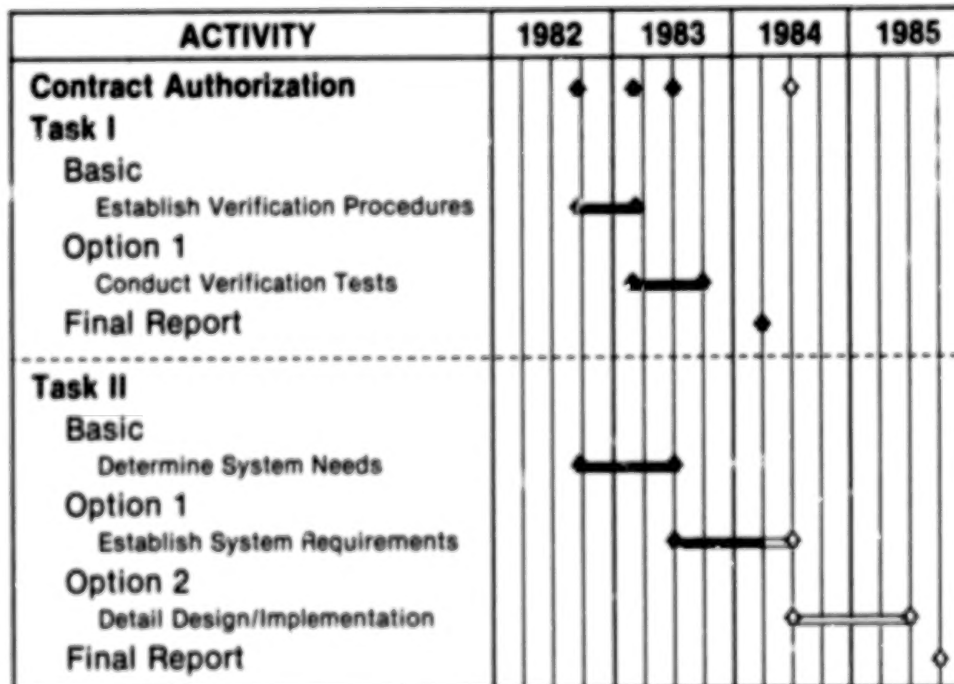 ACTIVITY 1982 1983 1984 1985
Contract Authorization
Task I
Basic
Establish Verification Procedures
Option 1
Conduct Verification Tests
Final Report
Task II
Basic
Determine System Needs
Option 1
Establish System Requirements
Option 2
Detail Design/Implementation
Final Report